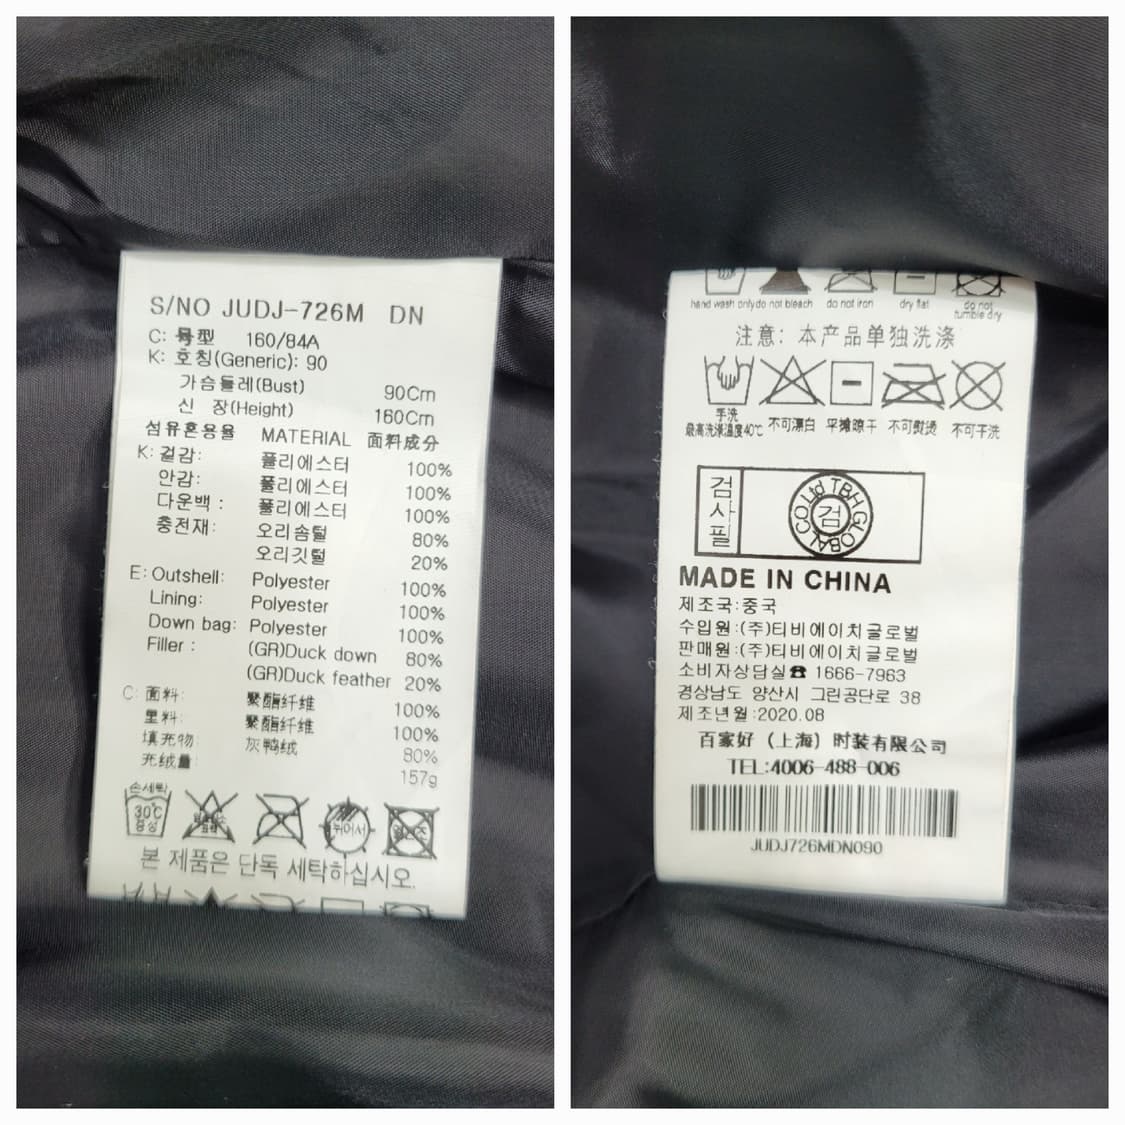 S/NO JUDJ-726M DN
C: 号型 160/84A
K: 호칭(Generic): 90
가슴둘레(Bust) 90Cm
신 장(Height) 160Cm
섬유혼용율 MATERIAL 面料成分
K: 겉감: 폴리에스터 100%
안감: 폴리에스터 100%
다운백 : 폴리에스터 100%
충전재: 오리솜털 80%
오리깃털 20%
E: Outshell: Polyester 100%
Lining: Polyester 100%
Down bag: Polyester 100%
Filler : (GR)Duck down 80%
(GR)Duck feather 20%
C: 面料: 聚酯纤维 100%
里料: 聚酯纤维 100%
填充物: 灰鸭绒 80%
充绒量: 157g
손세탁
30℃
중성
본 제품은 단독 세탁하십시오.
hand wash only do not bleach do not iron dry flat do not tumble dry
注意: 本产品单独洗涤
手洗
最高洗涤温度40℃ 不可漂白 平摊晾干 不可熨烫 不可干洗
검사필
TBH GLOBAL CO Ltd
검
MADE IN CHINA
제조국:중국
수입원:(주)티비에이치글로벌
판매원:(주)티비에이치글로벌
소비자상담실☎ 1666-7963
경상남도 양산시 그린공단로 38
제조년월:2020.08
百家好 (上海) 时装有限公司
TEL:4006-488-006
JUDJ726MDN090